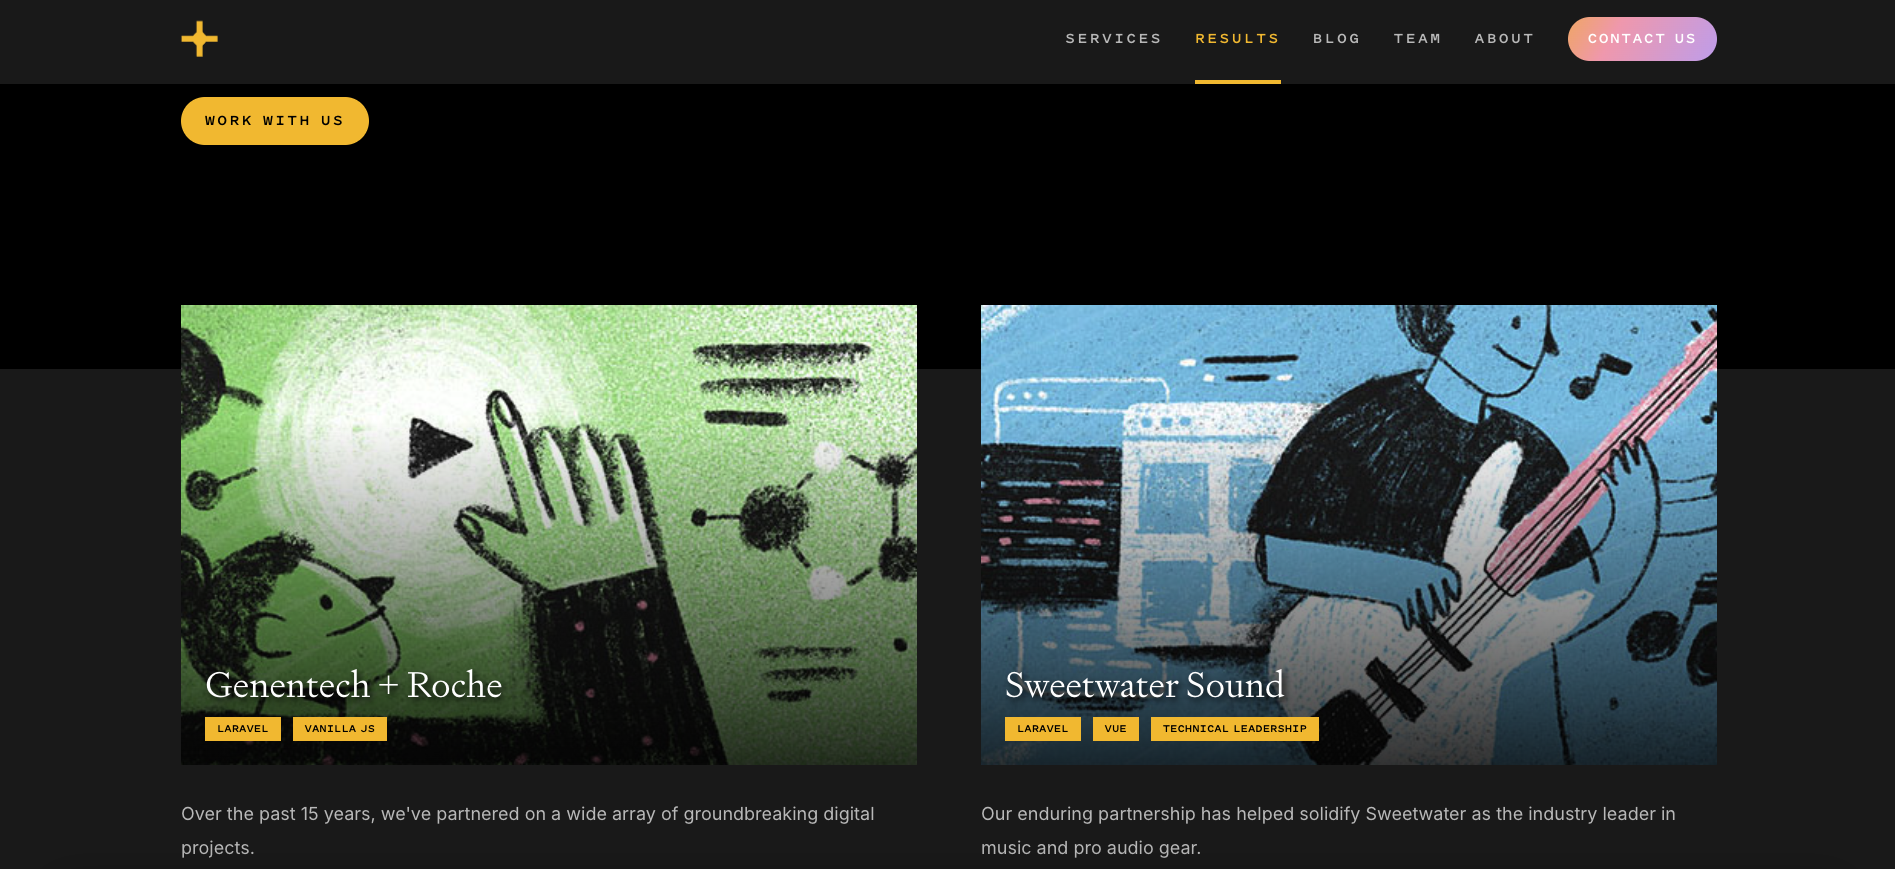 SERVICES RESULTS BLOG TEAM ABOUT CONTACT US
WORK WITH US
Genentech + Roche
LARAVEL VANILLA JS
Over the past 15 years, we've partnered on a wide array of groundbreaking digital
projects.
Sweetwater Sound
LARAVEL VUE TECHNICAL LEADERSHIP
Our enduring partnership has helped solidify Sweetwater as the industry leader in
music and pro audio gear.